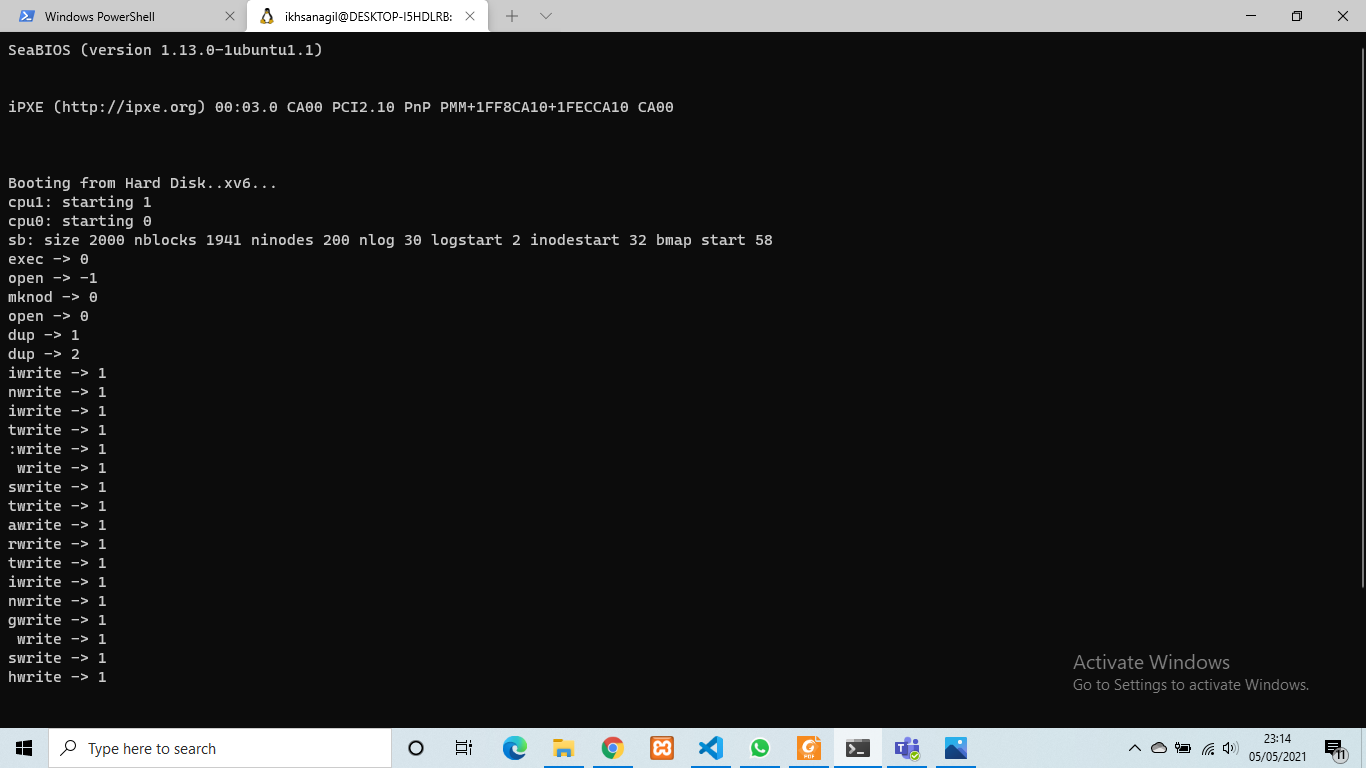 Windows PowerShell
ikhsanagil@DESKTOP-I5HDLRB:
SeaBIOS (version 1.13.0-1ubuntu1.1)
iPXE (http://ipxe.org) 00:03.0 CA00 PCI2.10 PnP PMM+1FF8CA10+1FECCA10 CA00
Booting from Hard Disk..xv6...
cpu1: starting 1
cpu0: starting 0
sb: size 2000 nblocks 1941 ninodes 200 nlog 30 logstart 2 inodestart 32 bmap start 58
exec -> 0
open -> -1
mknod -> 0
open -> 0
dup -> 1
dup -> 2
iwrite -> 1
nwrite -> 1
iwrite -> 1
twrite -> 1
:write -> 1
 write -> 1
swrite -> 1
twrite -> 1
awrite -> 1
rwrite -> 1
twrite -> 1
iwrite -> 1
nwrite -> 1
gwrite -> 1
 write -> 1
swrite -> 1
hwrite -> 1
Activate Windows
Go to Settings to activate Windows.
Type here to search
23:14
05/05/2021
11